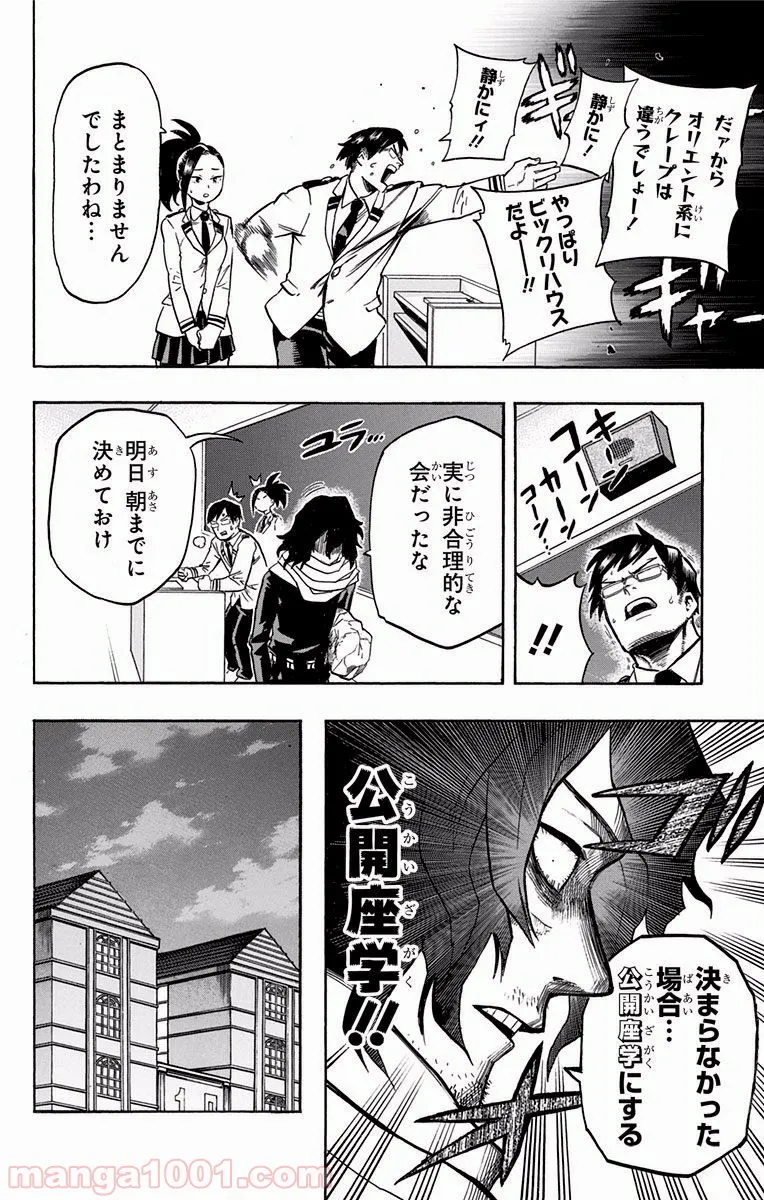 だァから
オリエント系に
クレープは
違うでしょー！
静かに！
静かにィ！
やっぱり
ビックリハウス
だよーー!!
ギャー
ギャー
まとまりません
でしたわね…
キーン
コーン
カーン
コーン
!!
実に非合理的な
会だったな
ユラ…
明日 朝までに
決めておけ
決まらなかった
場合…
公開座学にする
公開座学!!!
manga1001.com